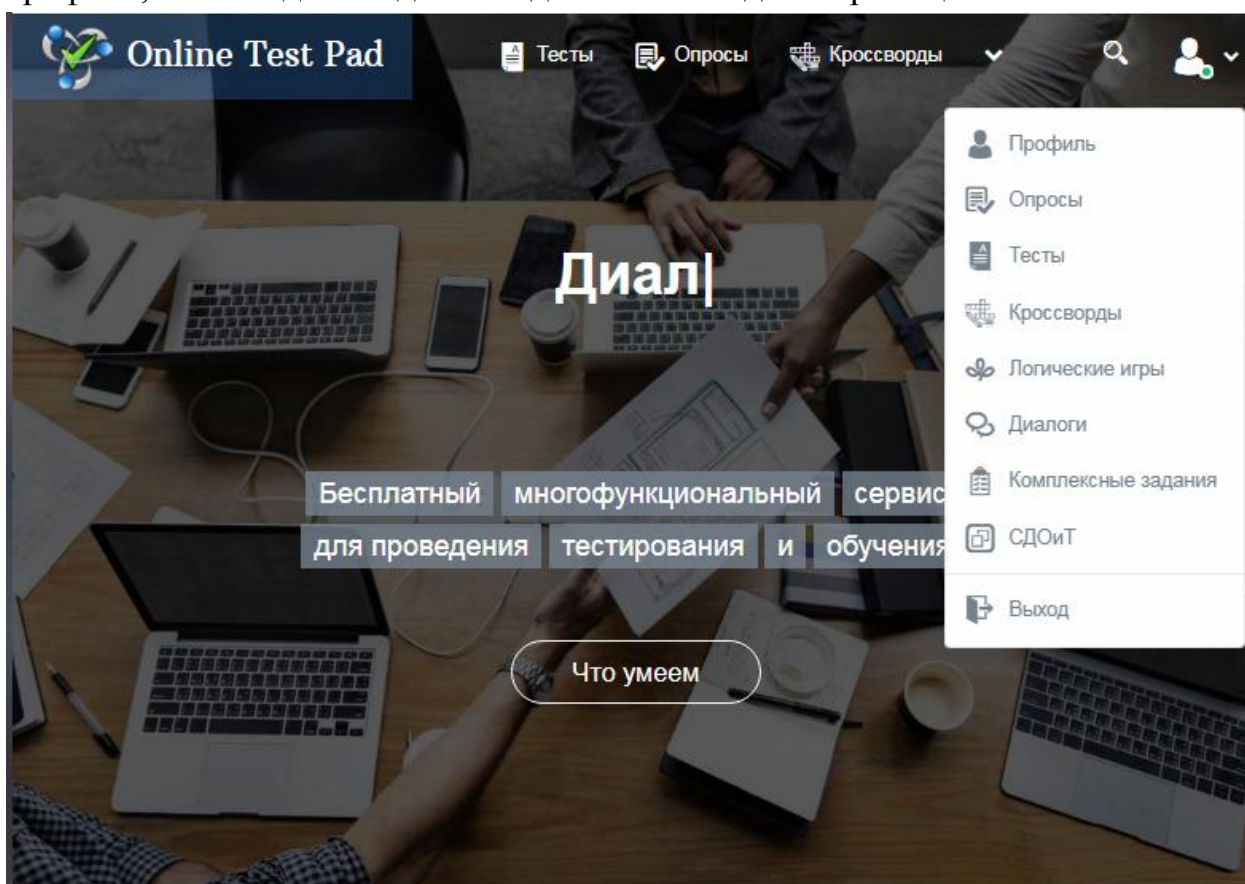 Online Test Pad
Тесты
Опросы
Кроссворды
Профиль
Опросы
Тесты
Кроссворды
Логические игры
Диалоги
Комплексные задания
СДОиТ
Выход
Диал|
Бесплатный многофункциональный сервис
для проведения тестирования и обучения
Что умеем